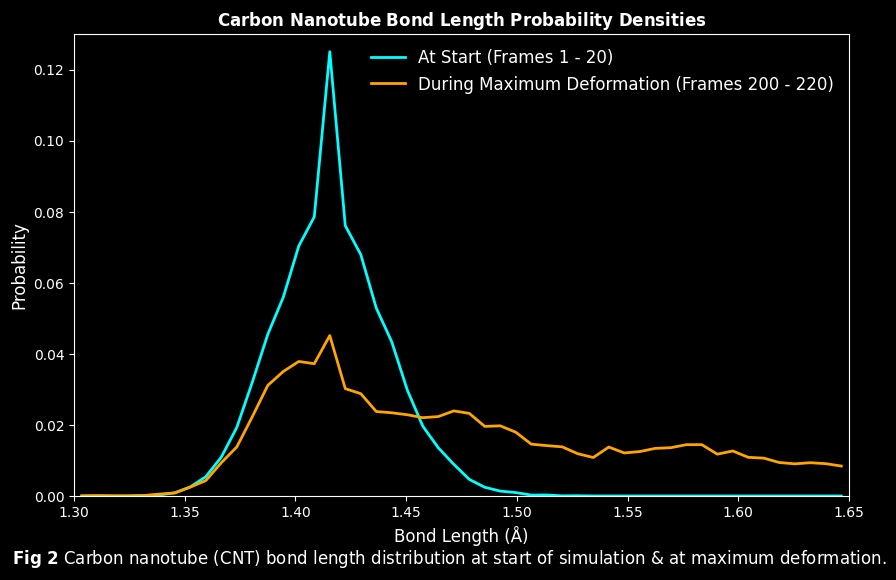 Carbon Nanotube Bond Length Probability Densities
At Start (Frames 1 - 20)
During Maximum Deformation (Frames 200 - 220)
Probability
0.12
0.10
0.08
0.06
0.04
0.02
0.00
1.30 1.35 1.40 1.45 1.50 1.55 1.60 1.65
Bond Length (Å)
Fig 2 Carbon nanotube (CNT) bond length distribution at start of simulation & at maximum deformation.